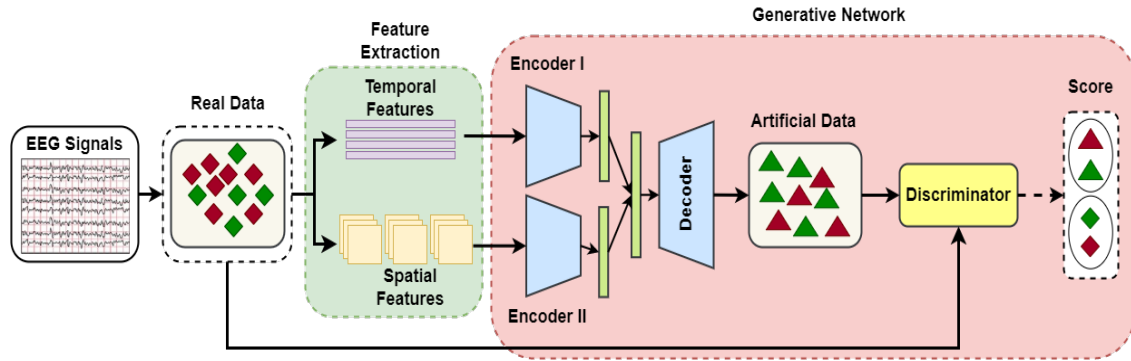 Generative Network
Feature
Extraction
Encoder I
Temporal
Features
Score
Real Data
EEG Signals
Artificial Data
Decoder
Discriminator
Spatial
Features
Encoder II